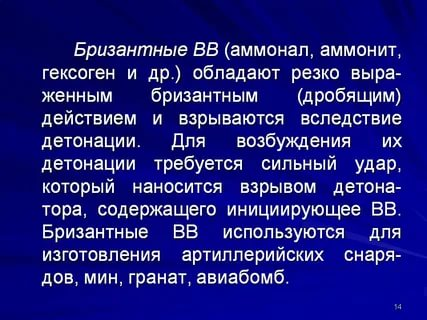 Бризантные ВВ (аммонал, аммонит,
гексоген и др.) обладают резко выра-
женным бризантным (дробящим)
действием и взрываются вследствие
детонации. Для возбуждения их
детонации требуется сильный удар,
который наносится взрывом детона-
тора, содержащего инициирующее ВВ.
Бризантные ВВ используются для
изготовления артиллерийских снаря-
дов, мин, гранат, авиабомб.
14